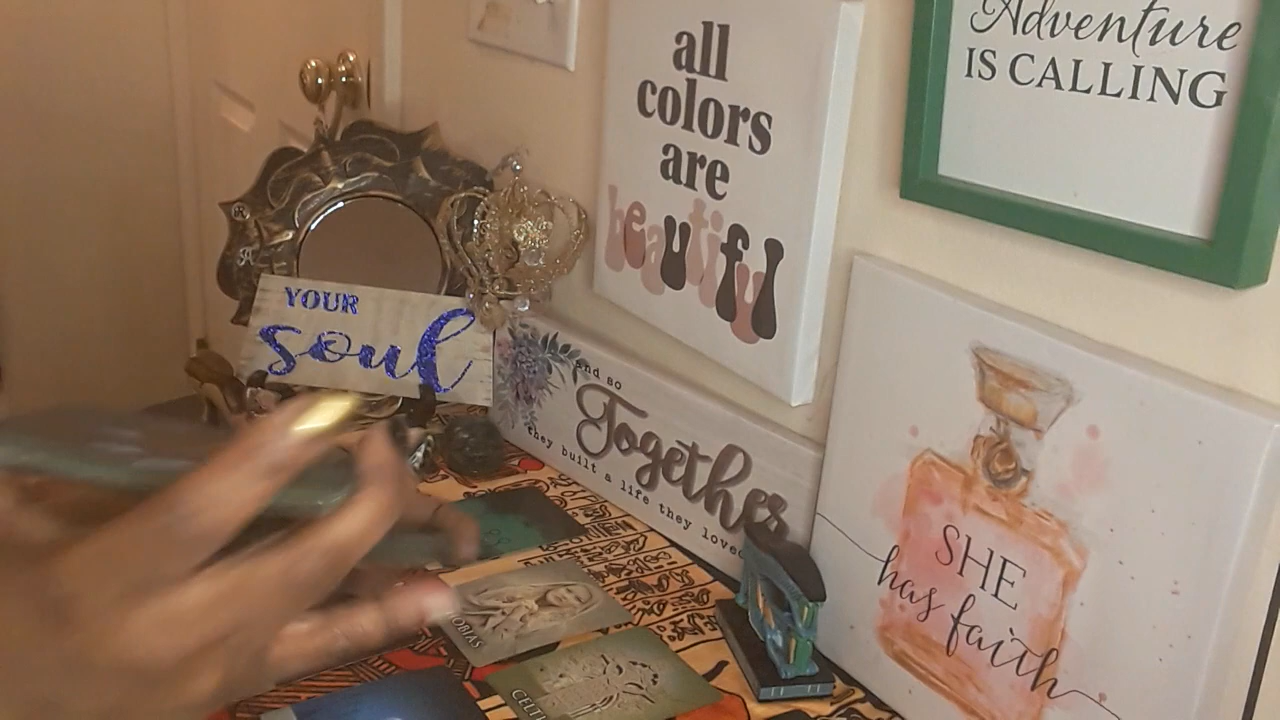 Adventure
IS CALLING
all
colors
are
beautiful
YOUR
soul
and so
Together
they built a life they loved
SHE
has faith